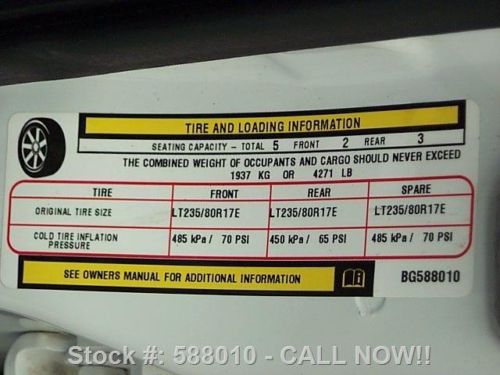 TIRE AND LOADING INFORMATION
SEATING CAPACITY - TOTAL 5 FRONT 2 REAR 3
THE COMBINED WEIGHT OF OCCUPANTS AND CARGO SHOULD NEVER EXCEED
1937 KG OR 4271 LB
TIRE FRONT REAR SPARE
ORIGINAL TIRE SIZE LT235/80R17E LT235/80R17E LT235/80R17E
COLD TIRE INFLATION PRESSURE 485 kPa / 70 PSI 450 kPa / 65 PSI 485 kPa / 70 PSI
SEE OWNERS MANUAL FOR ADDITIONAL INFORMATION BG588010
Stock #: 588010 - CALL NOW!!